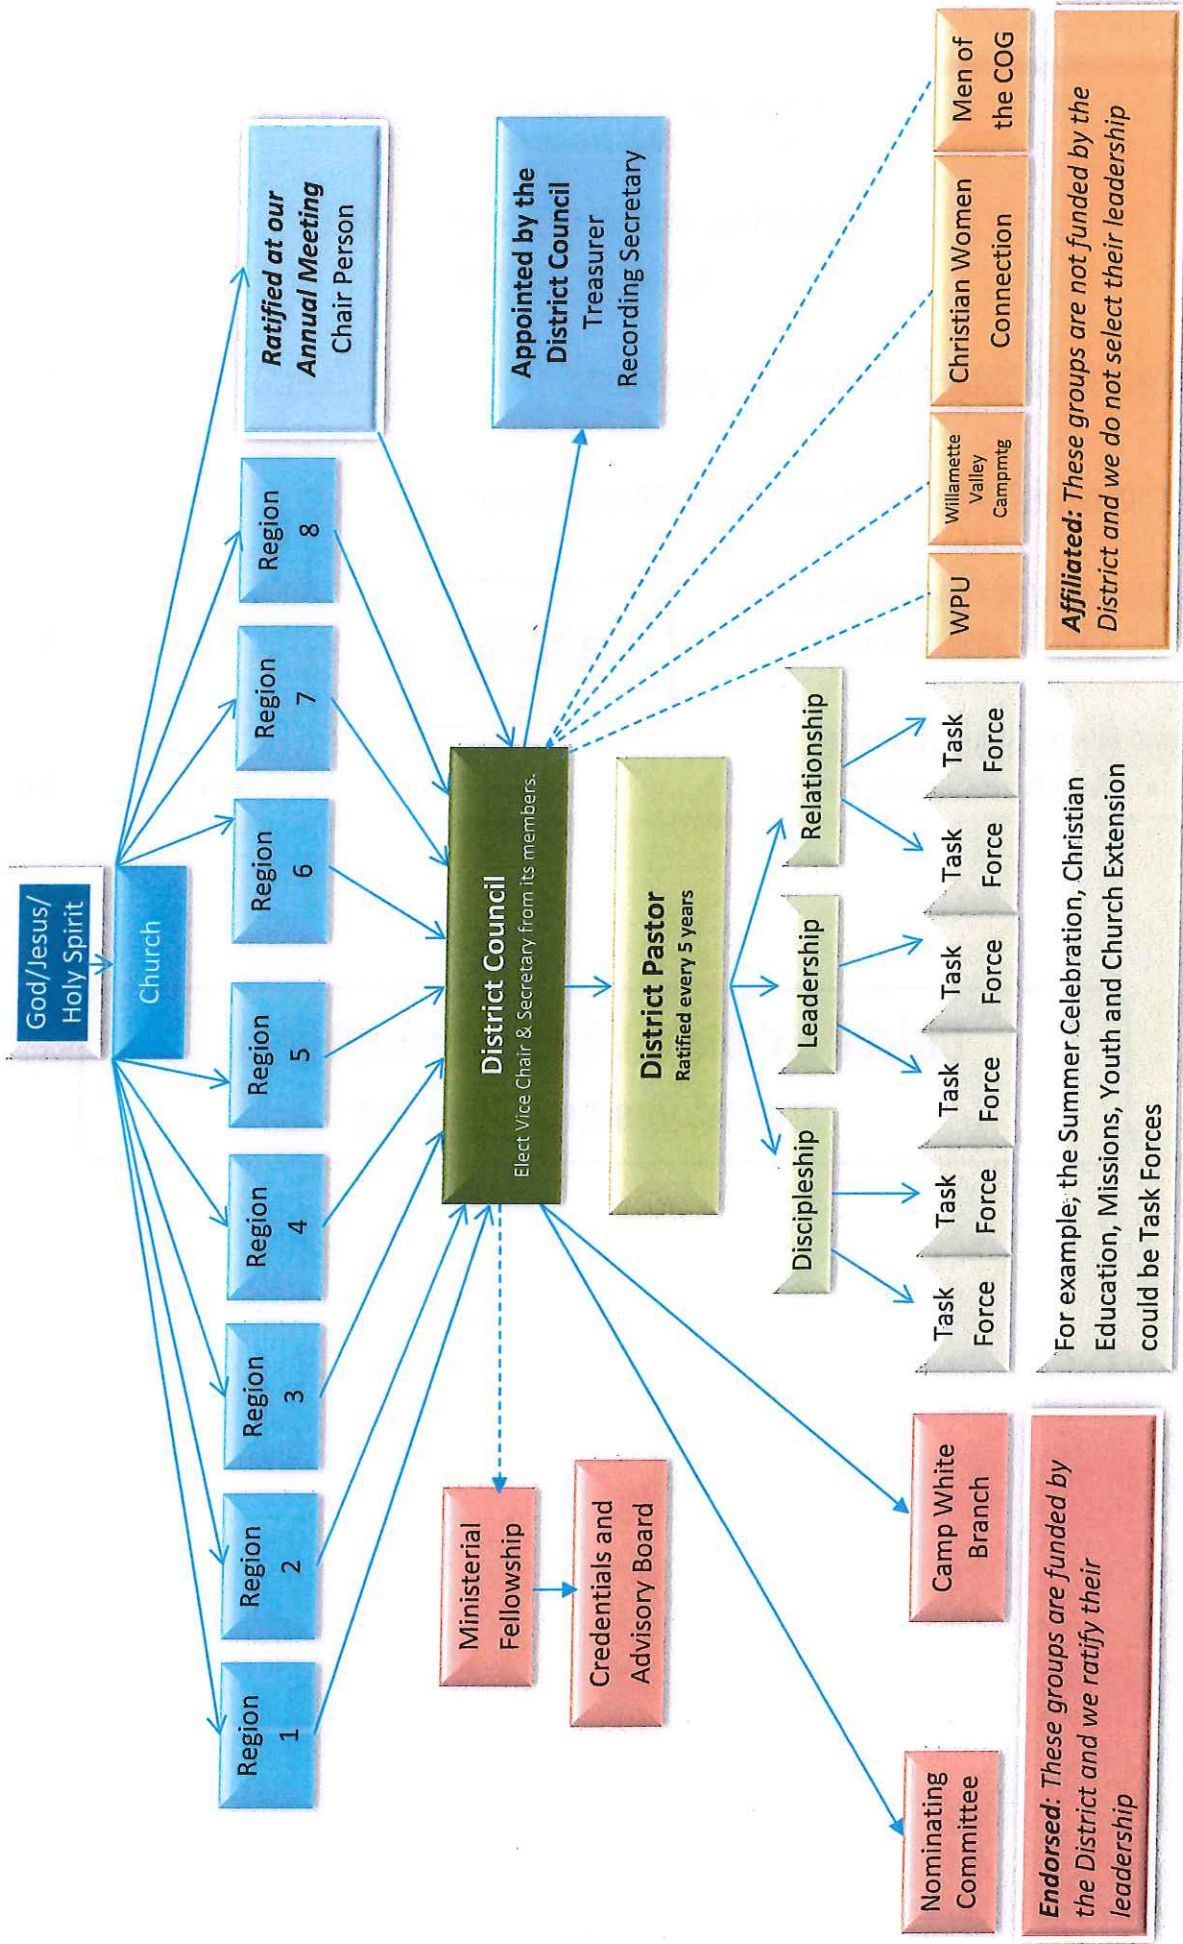 God/Jesus/
Holy Spirit
Church
Region
1
Region
2
Region
3
Region
4
Region
5
Region
6
Region
7
Region
8
Ratified at our
Annual Meeting
Chair Person
District Council
Elect Vice Chair & Secretary from its members.
Appointed by the
District Council
Treasurer
Recording Secretary
Ministerial
Fellowship
Credentials and
Advisory Board
District Pastor
Ratified every 5 years
Discipleship
Leadership
Relationship
Nominating
Committee
Camp White
Branch
Task
Force
Task
Force
Task
Force
Task
Force
Task
Force
Task
Force
WPU
Willamette
Valley
Campmtg
Christian Women
Connection
Men of
the COG
Endorsed: These groups are funded by
the District and we ratify their
leadership
For example, the Summer Celebration, Christian
Education, Missions, Youth and Church Extension
could be Task Forces
Affiliated: These groups are not funded by the
District and we do not select their leadership